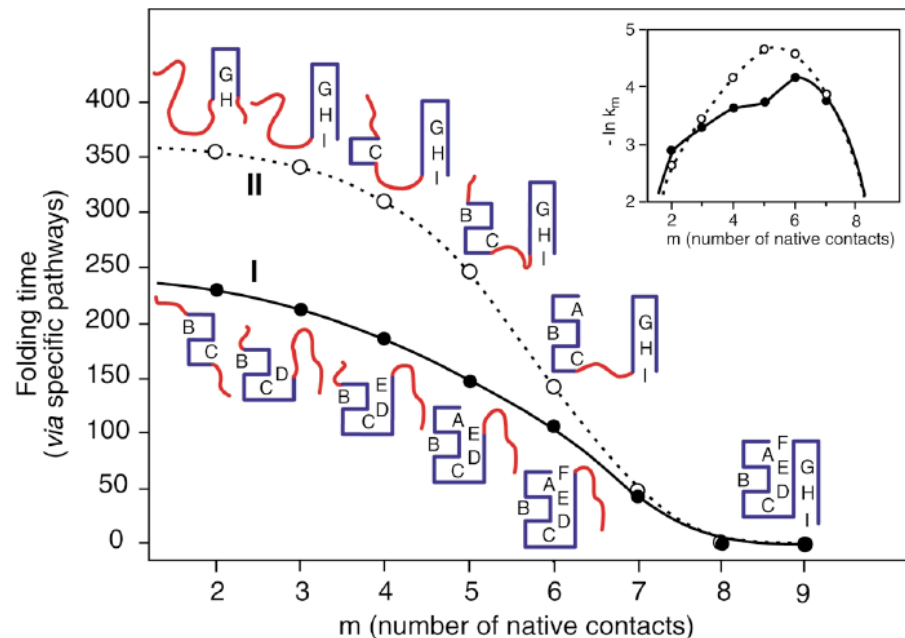 Folding time
(via specific pathways)
400
350
300
250
200
150
100
50
0
2
3
4
5
6
7
8
9
m (number of native contacts)
II
I
G
H
G
H
I
C
G
H
I
B
C
G
H
I
A
B
C
G
H
I
B
C
B
D
C
B
E
D
C
A
B
E
D
C
A F
B
E
D
C
F
A
B
E
D
C
G
H
I
- ln km
5
4
3
2
2
4
6
8
m (number of native contacts)